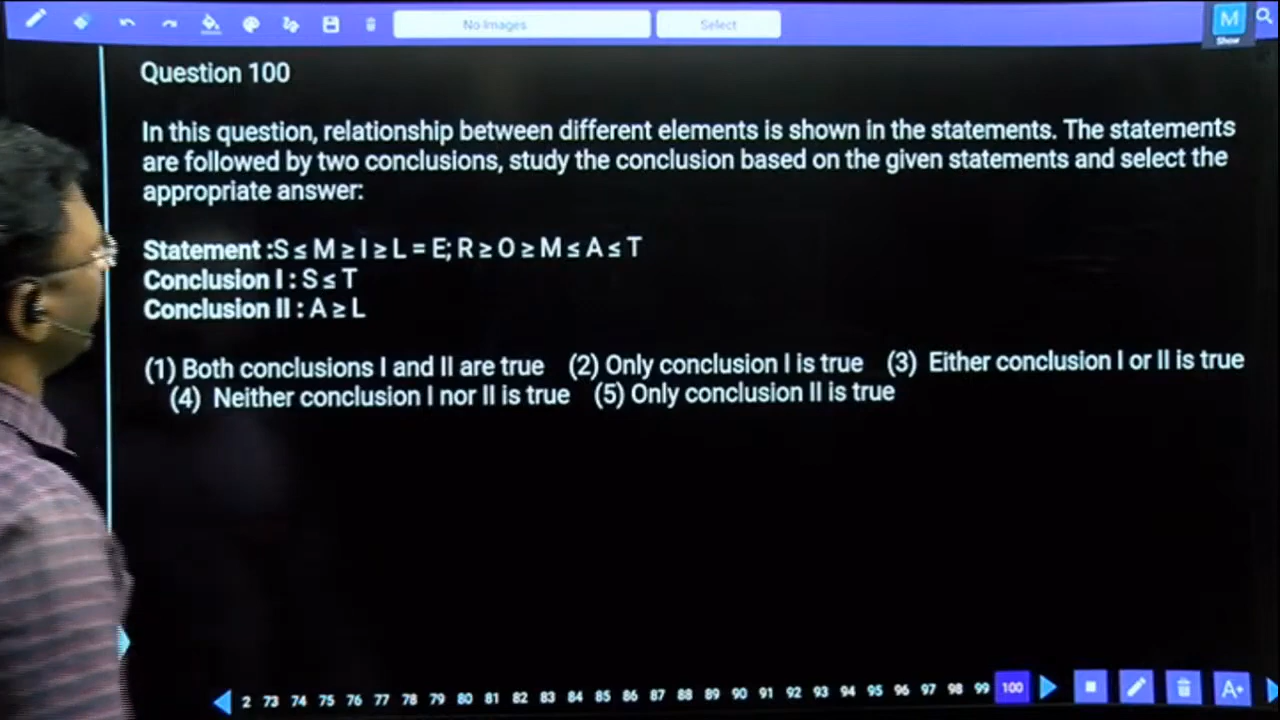 No Images
Select
M
Show
Question 100
In this question, relationship between different elements is shown in the statements. The statements
are followed by two conclusions, study the conclusion based on the given statements and select the
appropriate answer:
Statement :S ≤ M ≥ I ≥ L = E; R ≥ O ≥ M ≤ A ≤ T
Conclusion I : S ≤ T
Conclusion II : A ≥ L
(1) Both conclusions I and II are true (2) Only conclusion I is true (3) Either conclusion I or II is true
(4) Neither conclusion I nor II is true (5) Only conclusion II is true
2 73 74 75 76 77 78 79 80 81 82 83 84 85 86 87 88 89 90 91 92 93 94 95 96 97 98 99 100
A+